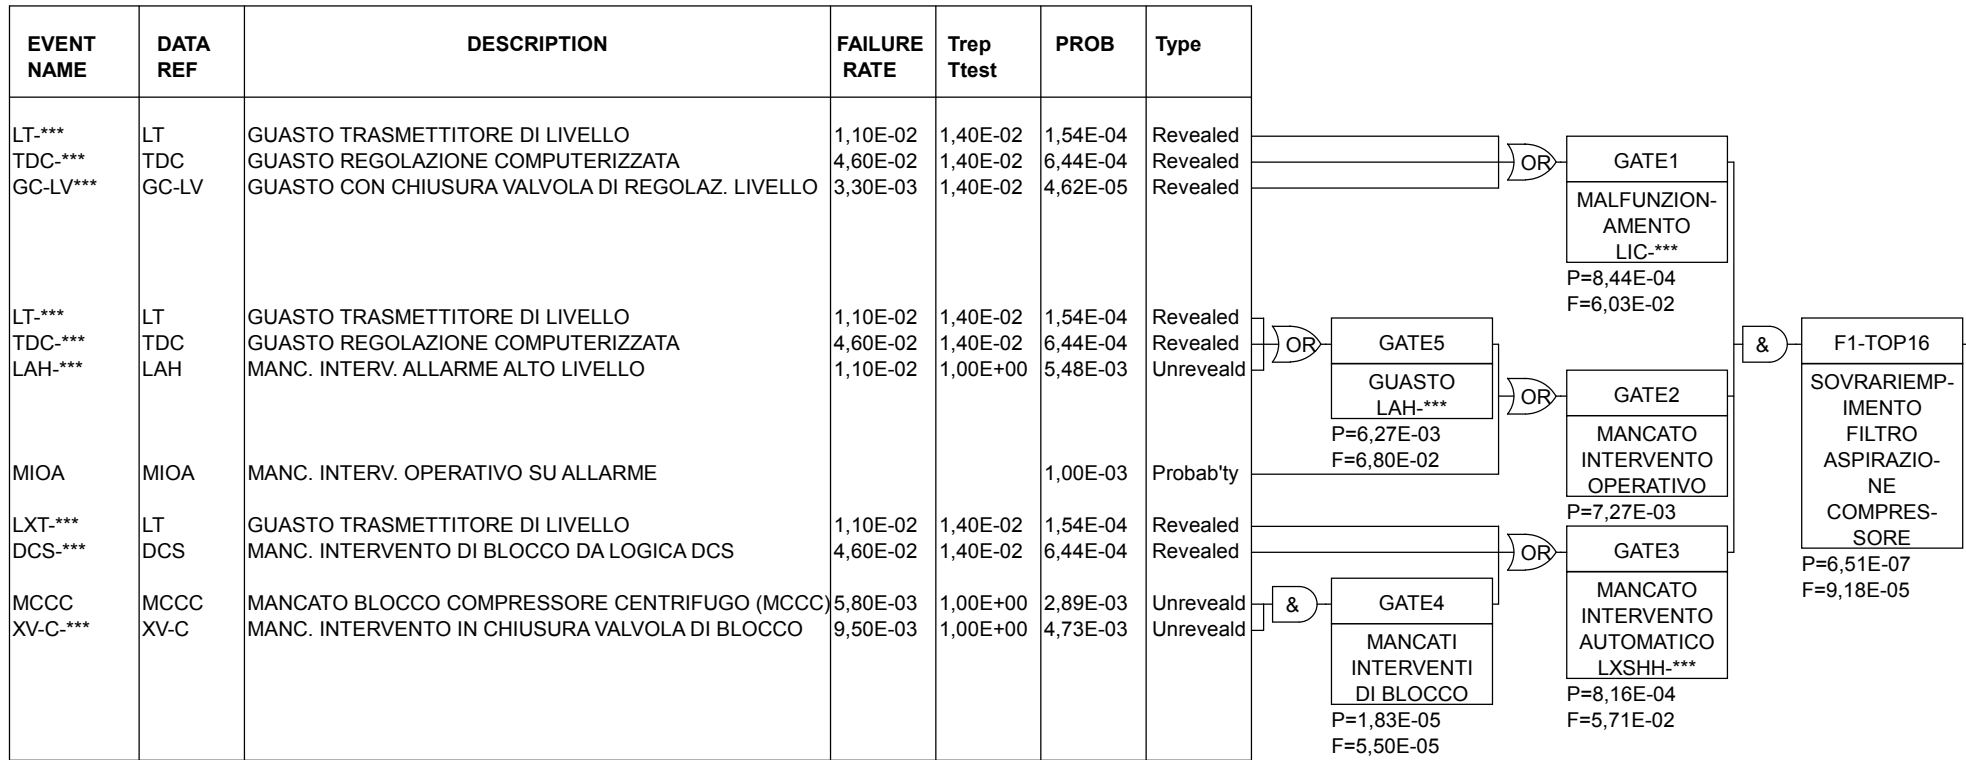 EVENT NAME DATA REF DESCRIPTION FAILURE RATE Trep Ttest PROB Type
LT-*** LT GUASTO TRASMETTITORE DI LIVELLO 1,10E-02 1,40E-02 1,54E-04 Revealed
TDC-*** TDC GUASTO REGOLAZIONE COMPUTERIZZATA 4,60E-02 1,40E-02 6,44E-04 Revealed
GC-LV*** GC-LV GUASTO CON CHIUSURA VALVOLA DI REGOLAZ. LIVELLO 3,30E-03 1,40E-02 4,62E-05 Revealed
LT-*** LT GUASTO TRASMETTITORE DI LIVELLO 1,10E-02 1,40E-02 1,54E-04 Revealed
TDC-*** TDC GUASTO REGOLAZIONE COMPUTERIZZATA 4,60E-02 1,40E-02 6,44E-04 Revealed
LAH-*** LAH MANC. INTERV. ALLARME ALTO LIVELLO 1,10E-02 1,00E+00 5,48E-03 Unreveald
MIOA MIOA MANC. INTERV. OPERATIVO SU ALLARME 1,00E-03 Probab'ty
LXT-*** LT GUASTO TRASMETTITORE DI LIVELLO 1,10E-02 1,40E-02 1,54E-04 Revealed
DCS-*** DCS MANC. INTERVENTO DI BLOCCO DA LOGICA DCS 4,60E-02 1,40E-02 6,44E-04 Revealed
MCCC MCCC MANCATO BLOCCO COMPRESSORE CENTRIFUGO (MCCC) 5,80E-03 1,00E+00 2,89E-03 Unreveald
XV-C-*** XV-C MANC. INTERVENTO IN CHIUSURA VALVOLA DI BLOCCO 9,50E-03 1,00E+00 4,73E-03 Unreveald
OR
GATE5
GUASTO
LAH-***
P=6,27E-03
F=6,80E-02
&
GATE4
MANCATI
INTERVENTI
DI BLOCCO
P=1,83E-05
F=5,50E-05
OR
GATE1
MALFUNZION-
AMENTO
LIC-***
P=8,44E-04
F=6,03E-02
OR
GATE2
MANCATO
INTERVENTO
OPERATIVO
P=7,27E-03
OR
GATE3
MANCATO
INTERVENTO
AUTOMATICO
LXSHH-***
P=8,16E-04
F=5,71E-02
&
F1-TOP16
SOVRARIEMP-
IMENTO
FILTRO
ASPIRAZIO-
NE
COMPRES-
SORE
P=6,51E-07
F=9,18E-05